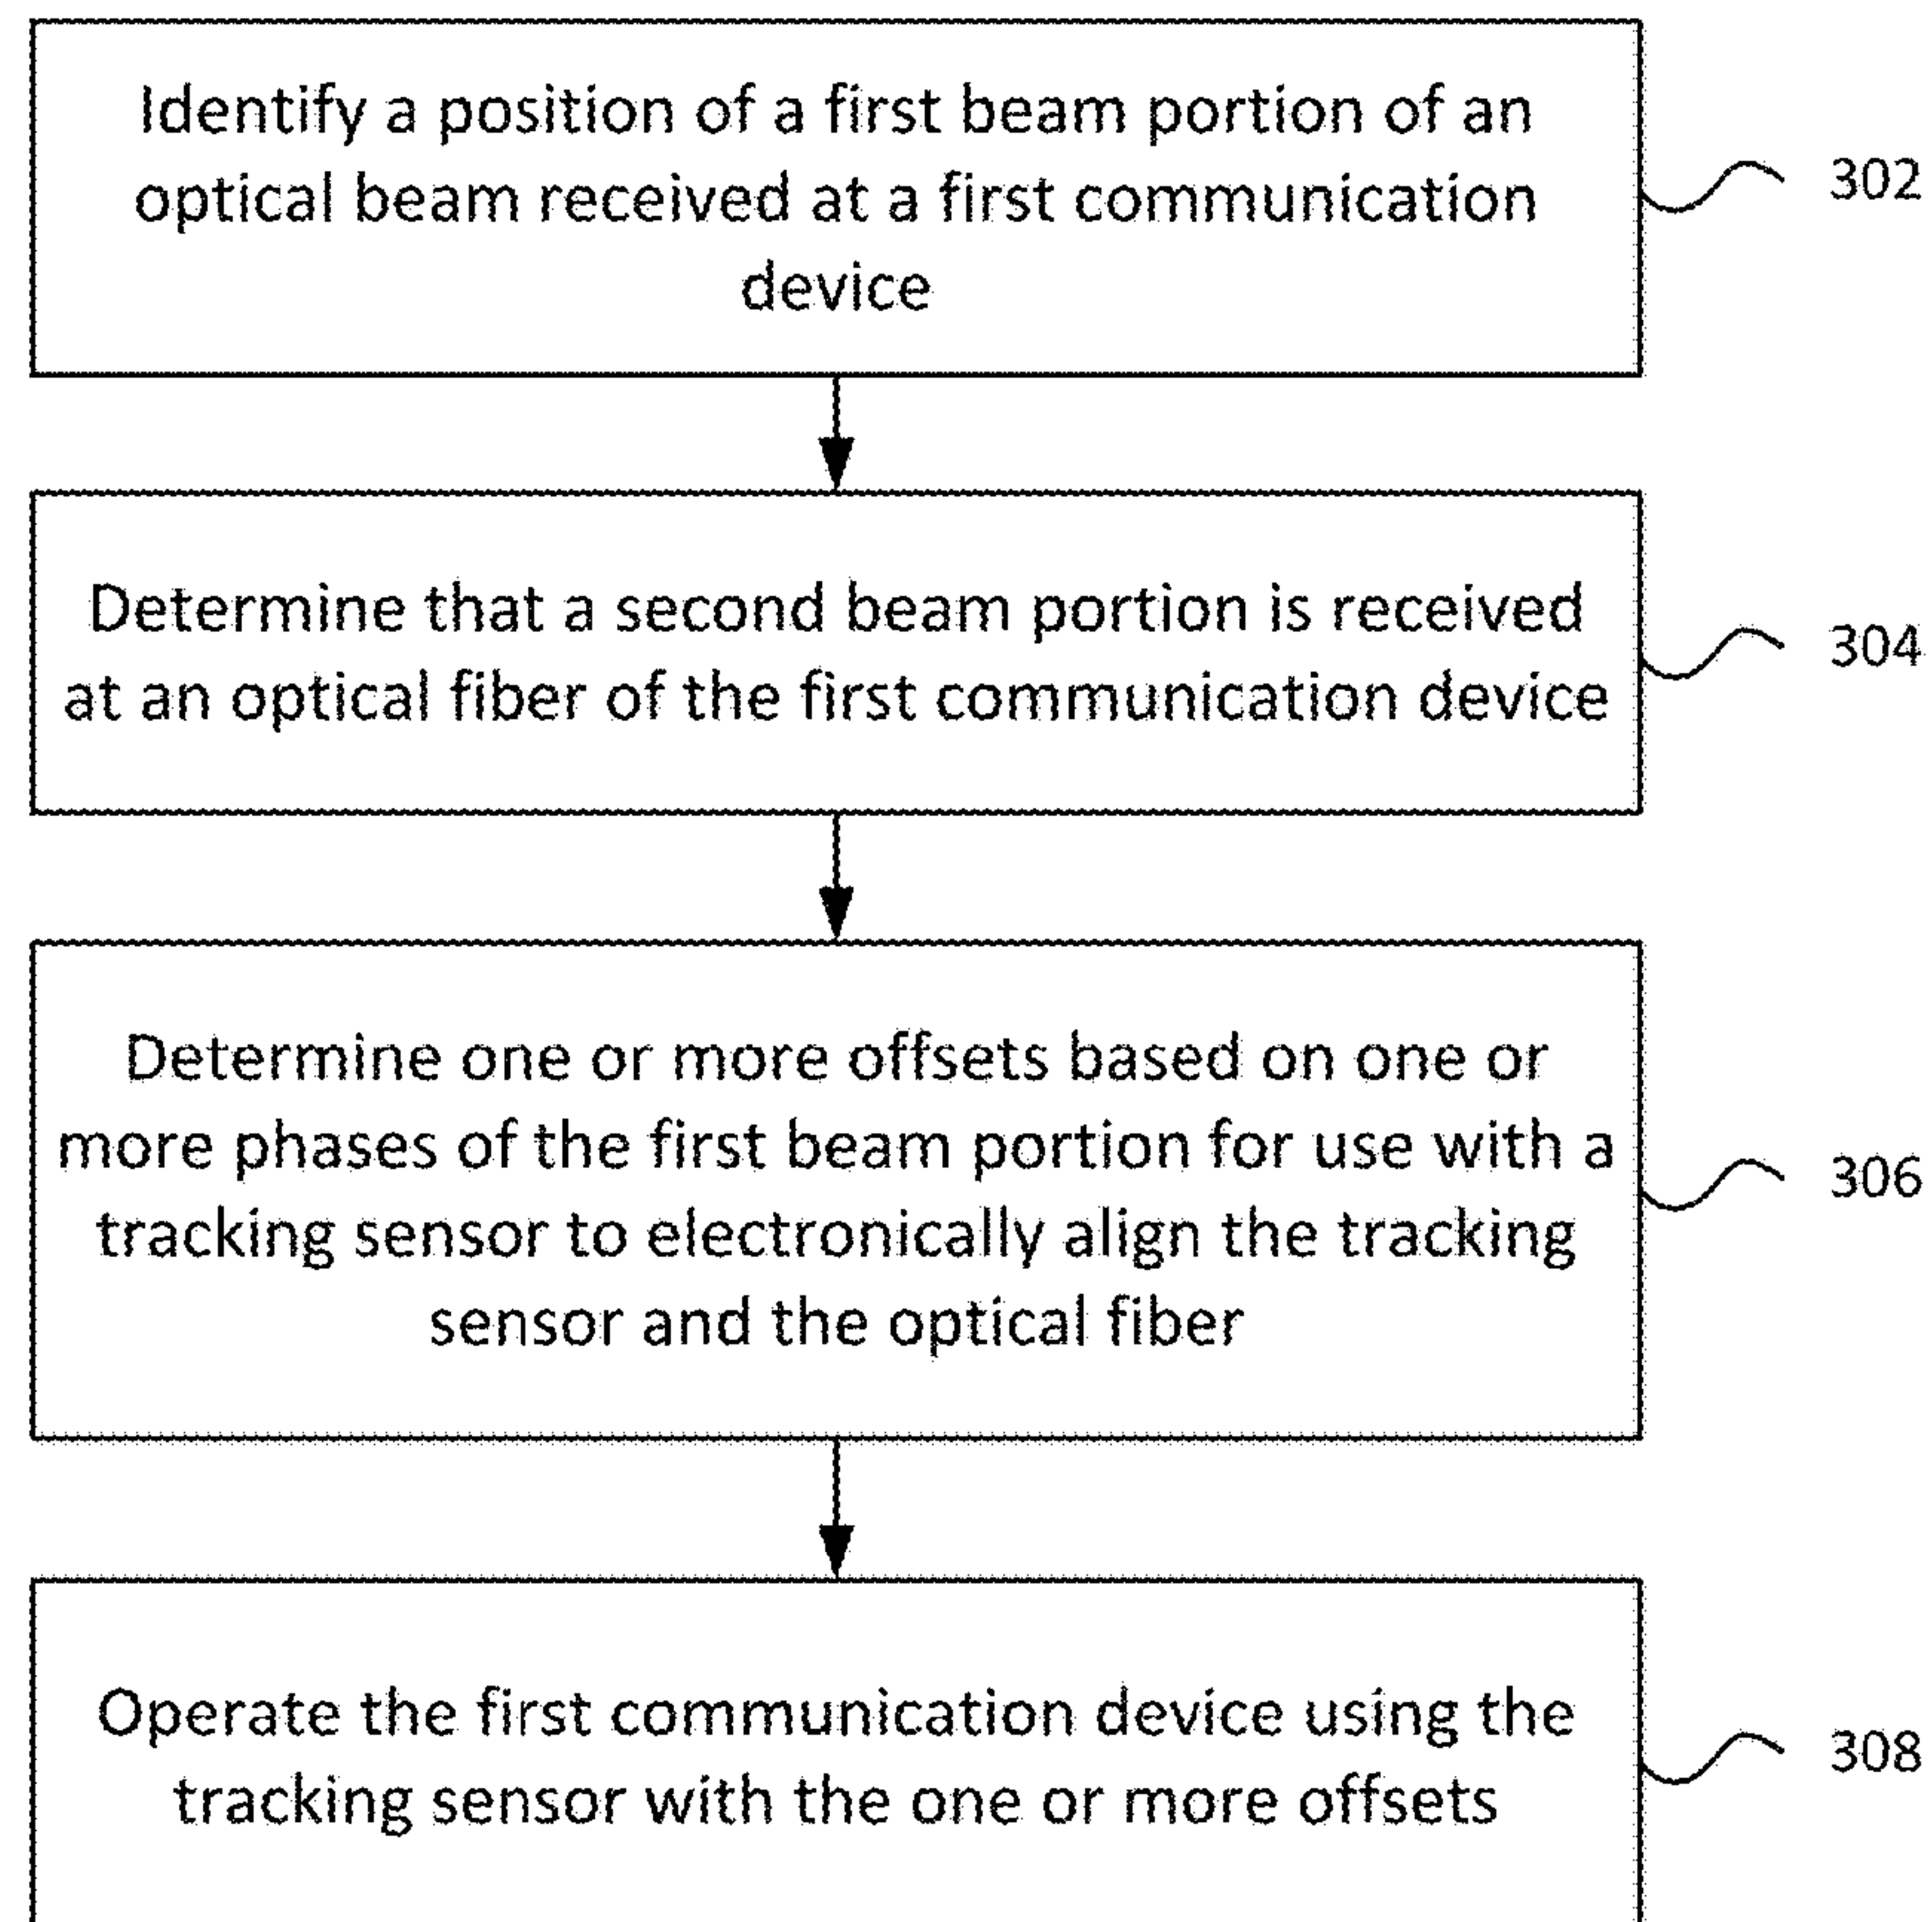 Identify a position of a first beam portion of an
optical beam received at a first communication
device
302
Determine that a second beam portion is received
at an optical fiber of the first communication device
304
Determine one or more offsets based on one or
more phases of the first beam portion for use with a
tracking sensor to electronically align the tracking
sensor and the optical fiber
306
Operate the first communication device using the
tracking sensor with the one or more offsets
308